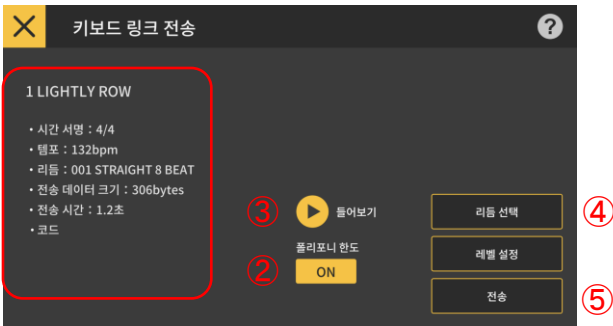 키보드 링크 전송
?
1 LIGHTLY ROW
・시간 서명：4/4
・템포：132bpm
・리듬：001 STRAIGHT 8 BEAT
・전송 데이터 크기：306bytes
・전송 시간：1.2초
・코드
③ 들어보기
폴리포니 한도
② ON
리듬 선택 ④
레벨 설정
전송 ⑤